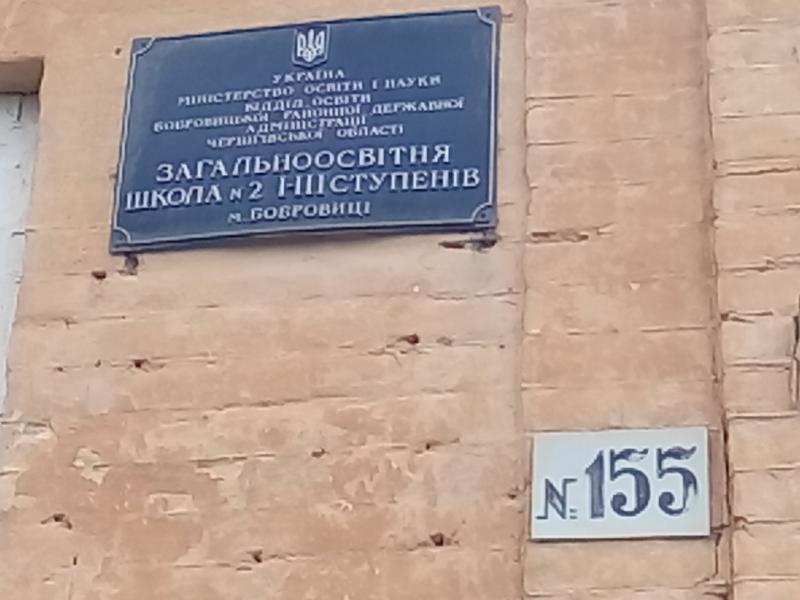 УКРАЇНА
МІНІСТЕРСТВО ОСВІТИ І НАУКИ
ВІДДІЛ ОСВІТИ
БОБРОВИЦЬКОЇ РАЙОННОЇ ДЕРЖАВНОЇ
АДМІНІСТРАЦІЇ
ЧЕРНІГІВСЬКОЇ ОБЛАСТІ
ЗАГАЛЬНООСВІТНЯ
ШКОЛА №2 І-ІІІ СТУПЕНІВ
м. БОБРОВИЦІ
№ 155